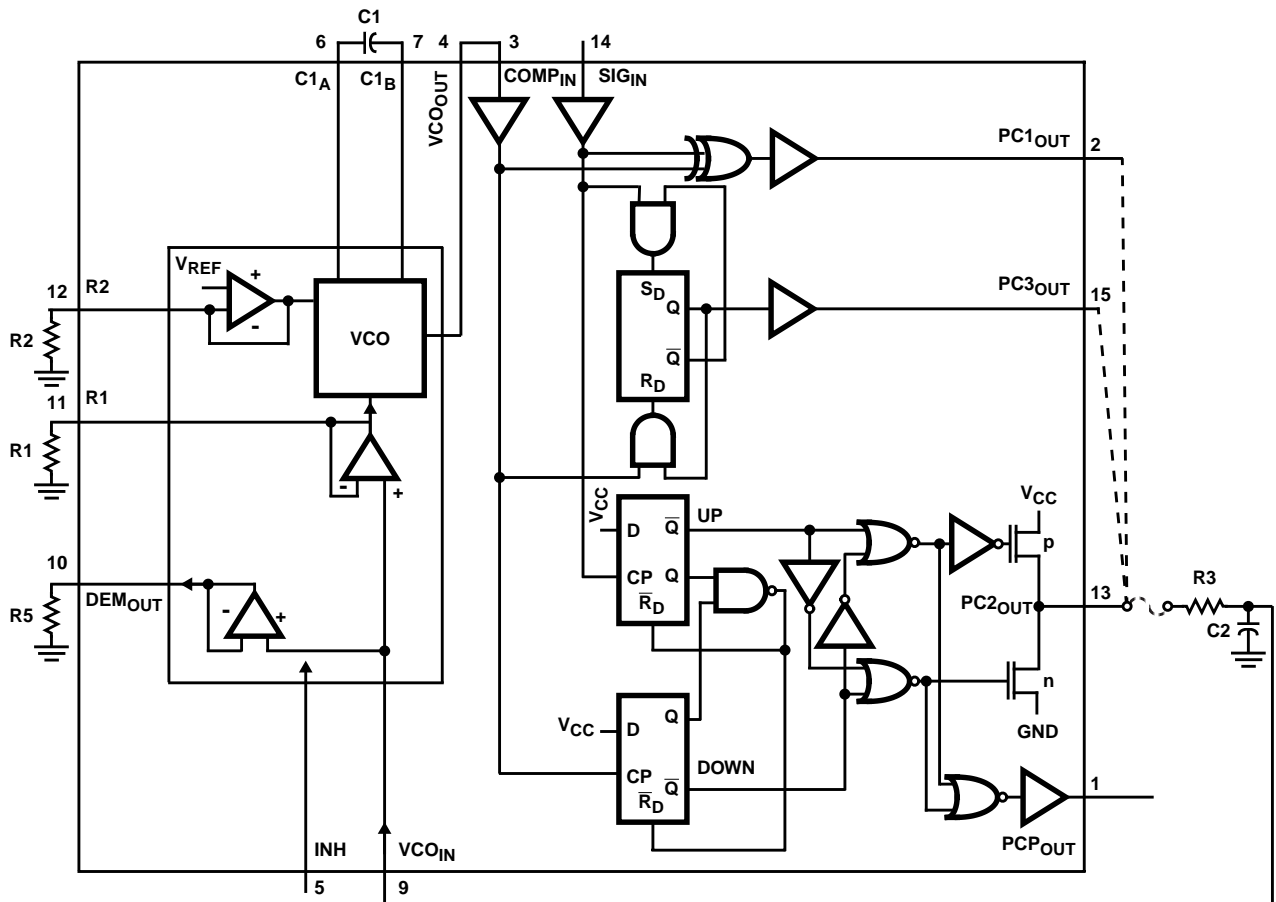 C1
6 7 4 3 14
C1A C1B VCOOUT COMPIN SIGIN
PC1OUT 2
VREF +
-
12 R2
R2
VCO
SD
Q
Q̅
RD
PC3OUT 15
11 R1
R1
- +
VCC
D Q̅ UP
CP Q
R̅D
VCC
p
10
DEMOUT
R5
- +
PC2OUT 13
R3
C2
n
GND
VCC D Q
CP Q̅ DOWN
R̅D
1
PCPOUT
INH VCOIN
5 9